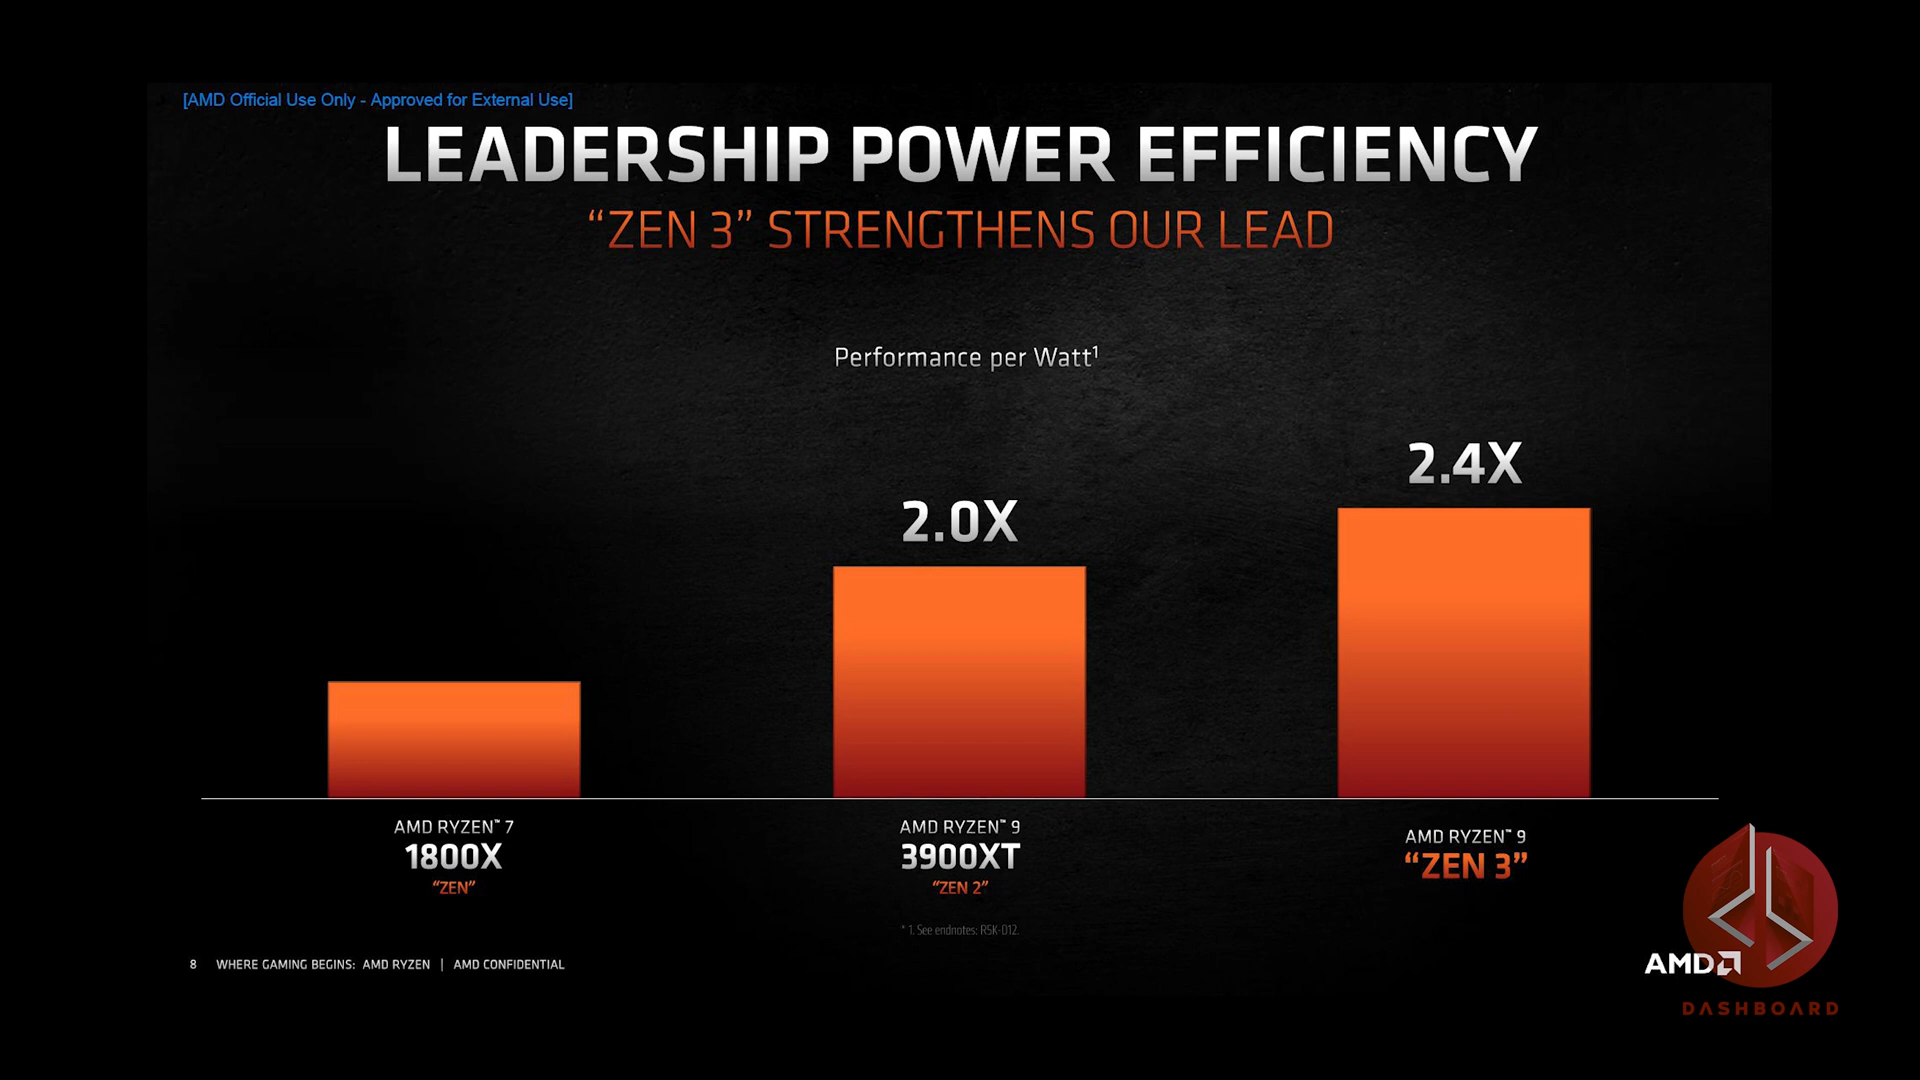 [AMD Official Use Only - Approved for External Use]
LEADERSHIP POWER EFFICIENCY
“ZEN 3” STRENGTHENS OUR LEAD
Performance per Watt¹
2.4X
2.0X
AMD RYZEN™ 7
1800X
“ZEN”
AMD RYZEN™ 9
3900XT
“ZEN 2”
AMD RYZEN™ 9
“ZEN 3”
* 1. See endnotes: R5K-012.
8 WHERE GAMING BEGINS: AMD RYZEN | AMD CONFIDENTIAL
AMD
DASHBOARD